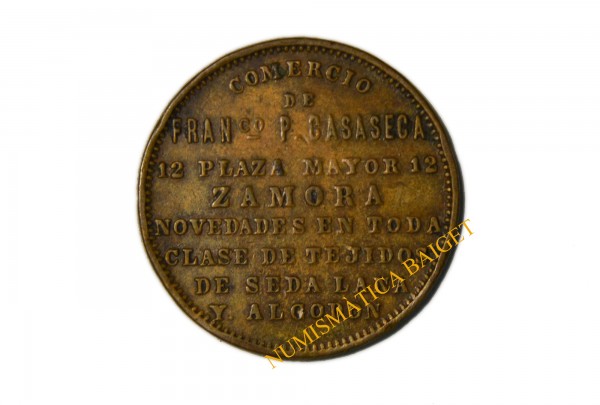 COMERCIO
DE
FRANco P. CASASECA
12 PLAZA MAYOR 12
ZAMORA
NOVEDADES EN TODA
CLASE DE TEJIDOS
DE SEDA LANA
Y. ALGODON
NUMISMÀTICA BAIGET